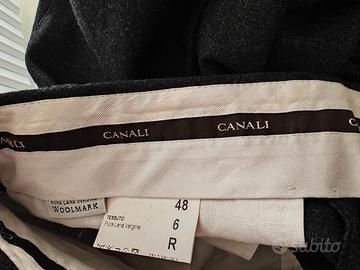 CANALI
CANALI
C
PURA LANA VERGINE
WOOLMARK
48
TESSUTO
Pura Lana Vergine
6
R
subito